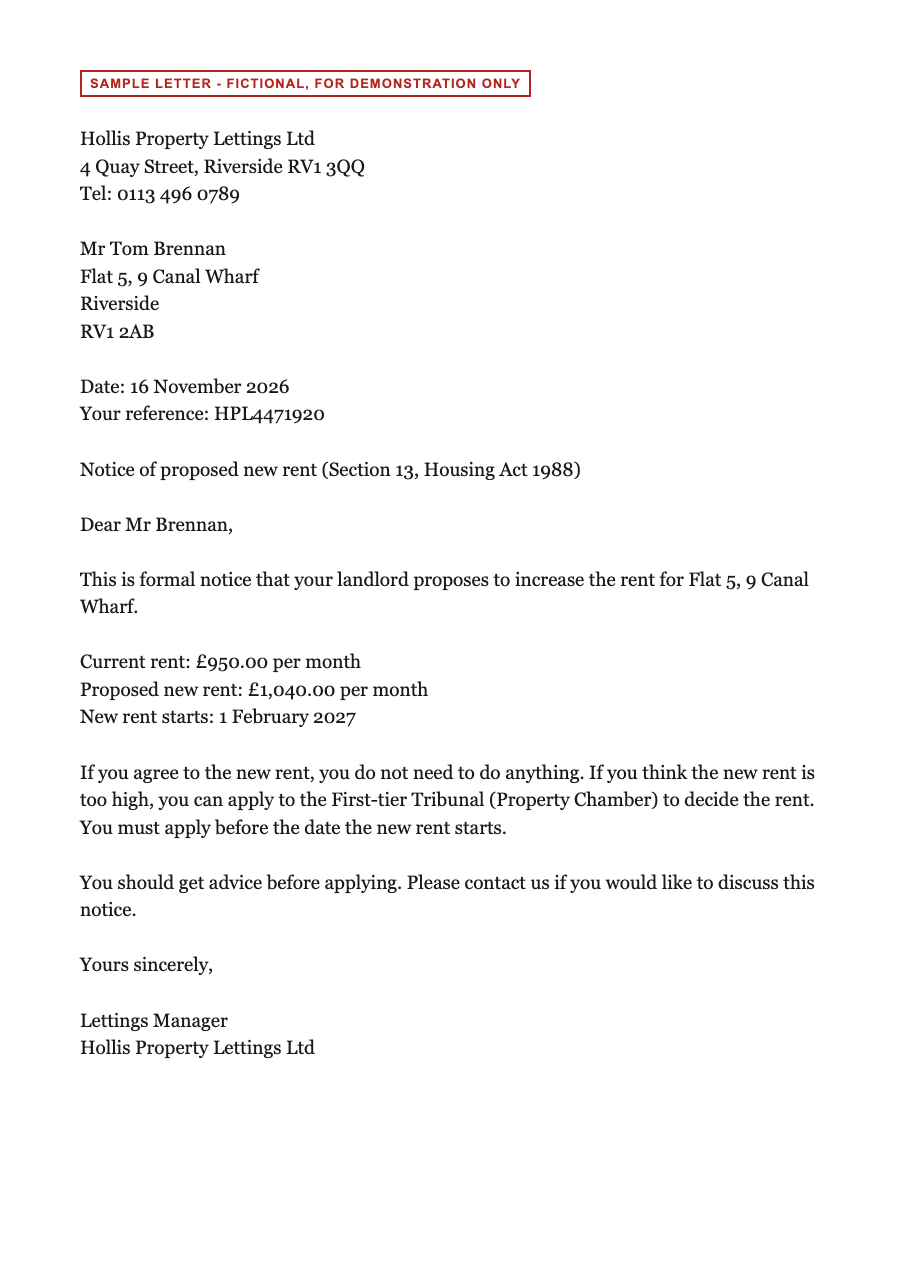 SAMPLE LETTER - FICTIONAL, FOR DEMONSTRATION ONLY
Hollis Property Lettings Ltd
4 Quay Street, Riverside RV1 3QQ
Tel: 0113 496 0789
Mr Tom Brennan
Flat 5, 9 Canal Wharf
Riverside
RV1 2AB
Date: 16 November 2026
Your reference: HPL4471920
Notice of proposed new rent (Section 13, Housing Act 1988)
Dear Mr Brennan,
This is formal notice that your landlord proposes to increase the rent for Flat 5, 9 Canal
Wharf.
Current rent: £950.00 per month
Proposed new rent: £1,040.00 per month
New rent starts: 1 February 2027
If you agree to the new rent, you do not need to do anything. If you think the new rent is
too high, you can apply to the First-tier Tribunal (Property Chamber) to decide the rent.
You must apply before the date the new rent starts.
You should get advice before applying. Please contact us if you would like to discuss this
notice.
Yours sincerely,
Lettings Manager
Hollis Property Lettings Ltd